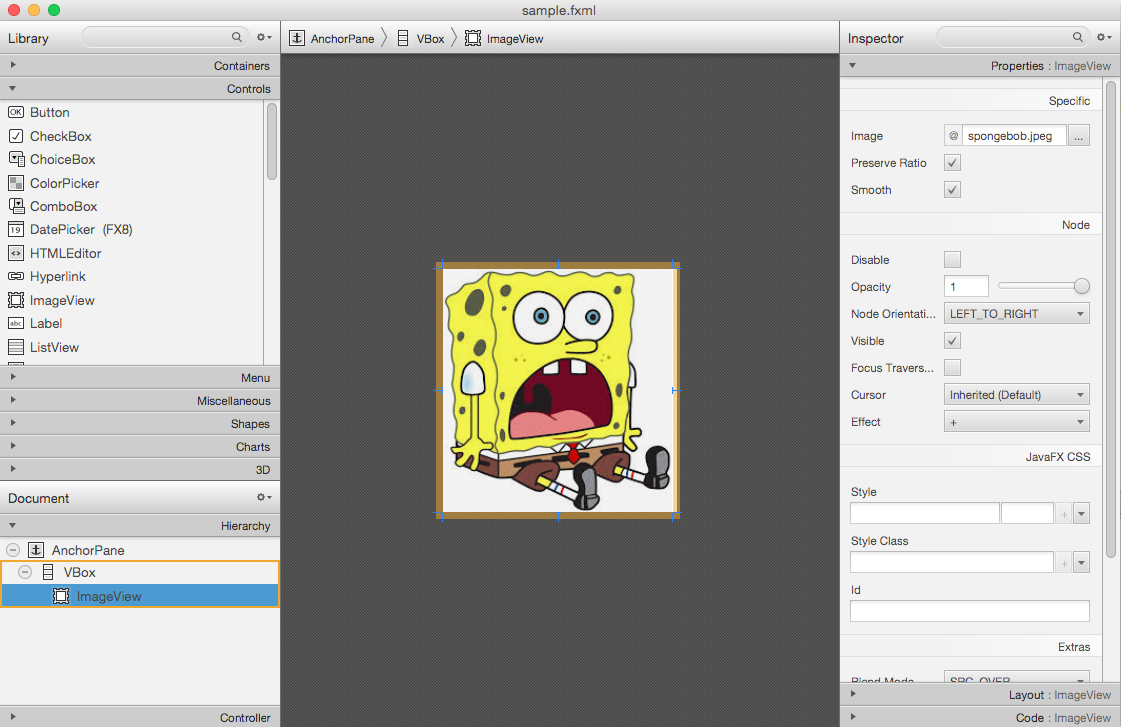 sample.fxml
Library
AnchorPane
VBox
ImageView
Inspector
Containers
Controls
OK Button
CheckBox
ChoiceBox
ColorPicker
ComboBox
19 DatePicker (FX8)
<> HTMLEditor
Hyperlink
ImageView
abc Label
ListView
Menu
Miscellaneous
Shapes
Charts
3D
Document
Hierarchy
AnchorPane
VBox
ImageView
Controller
Properties : ImageView
Specific
Image @ spongebob.jpeg ...
Preserve Ratio
Smooth
Node
Disable
Opacity 1
Node Orientati... LEFT_TO_RIGHT
Visible
Focus Travers...
Cursor Inherited (Default)
Effect +
JavaFX CSS
Style
+
Style Class
+
Id
Extras
Blend Mode SRC_OVER
Layout : ImageView
Code : ImageView